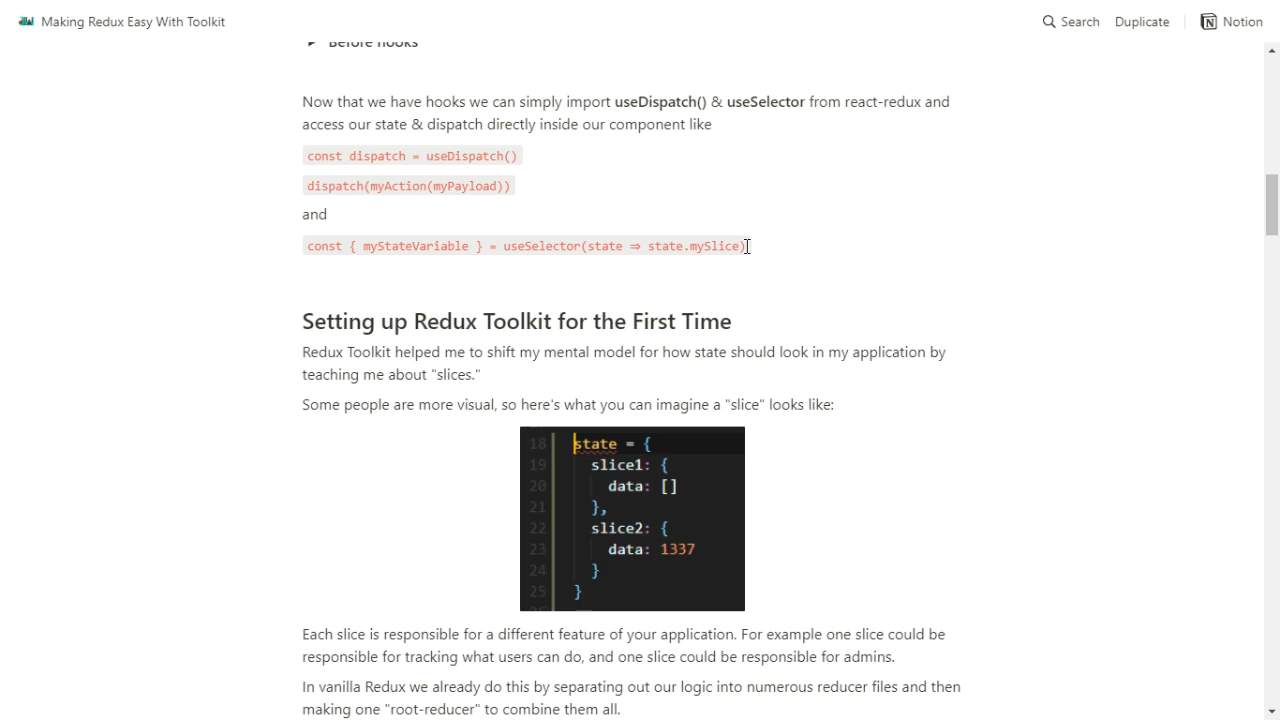 Making Redux Easy With Toolkit
Search
Duplicate
Notion
Before hooks
Now that we have hooks we can simply import useDispatch() & useSelector from react-redux and
access our state & dispatch directly inside our component like
const dispatch = useDispatch()
dispatch(myAction(myPayload))
and
const { myStateVariable } = useSelector(state ⇒ state.mySlice)
Setting up Redux Toolkit for the First Time
Redux Toolkit helped me to shift my mental model for how state should look in my application by
teaching me about "slices."
Some people are more visual, so here's what you can imagine a "slice" looks like:
18 state = {
19 slice1: {
20 data: []
21 },
22 slice2: {
23 data: 1337
24 }
25 }
Each slice is responsible for a different feature of your application. For example one slice could be
responsible for tracking what users can do, and one slice could be responsible for admins.
In vanilla Redux we already do this by separating out our logic into numerous reducer files and then
making one "root-reducer" to combine them all.